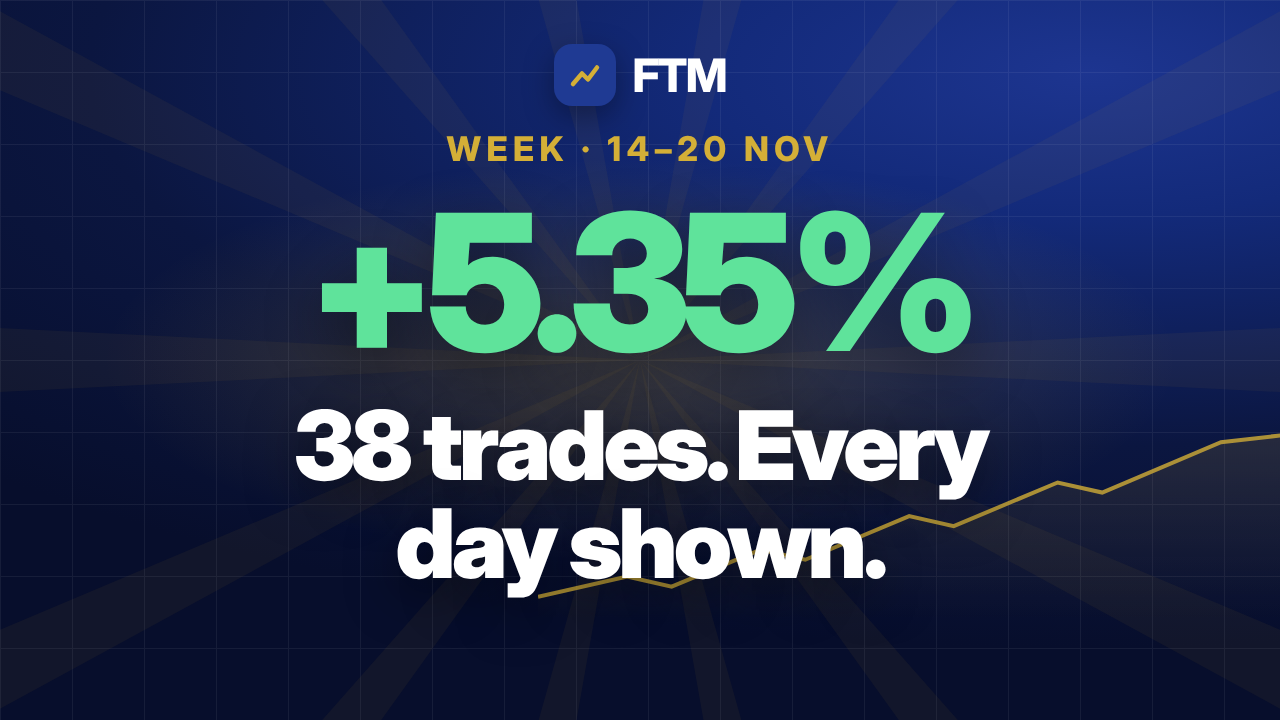 FTM
WEEK · 14–20 NOV
+5.35%
38 trades. Every
day shown.